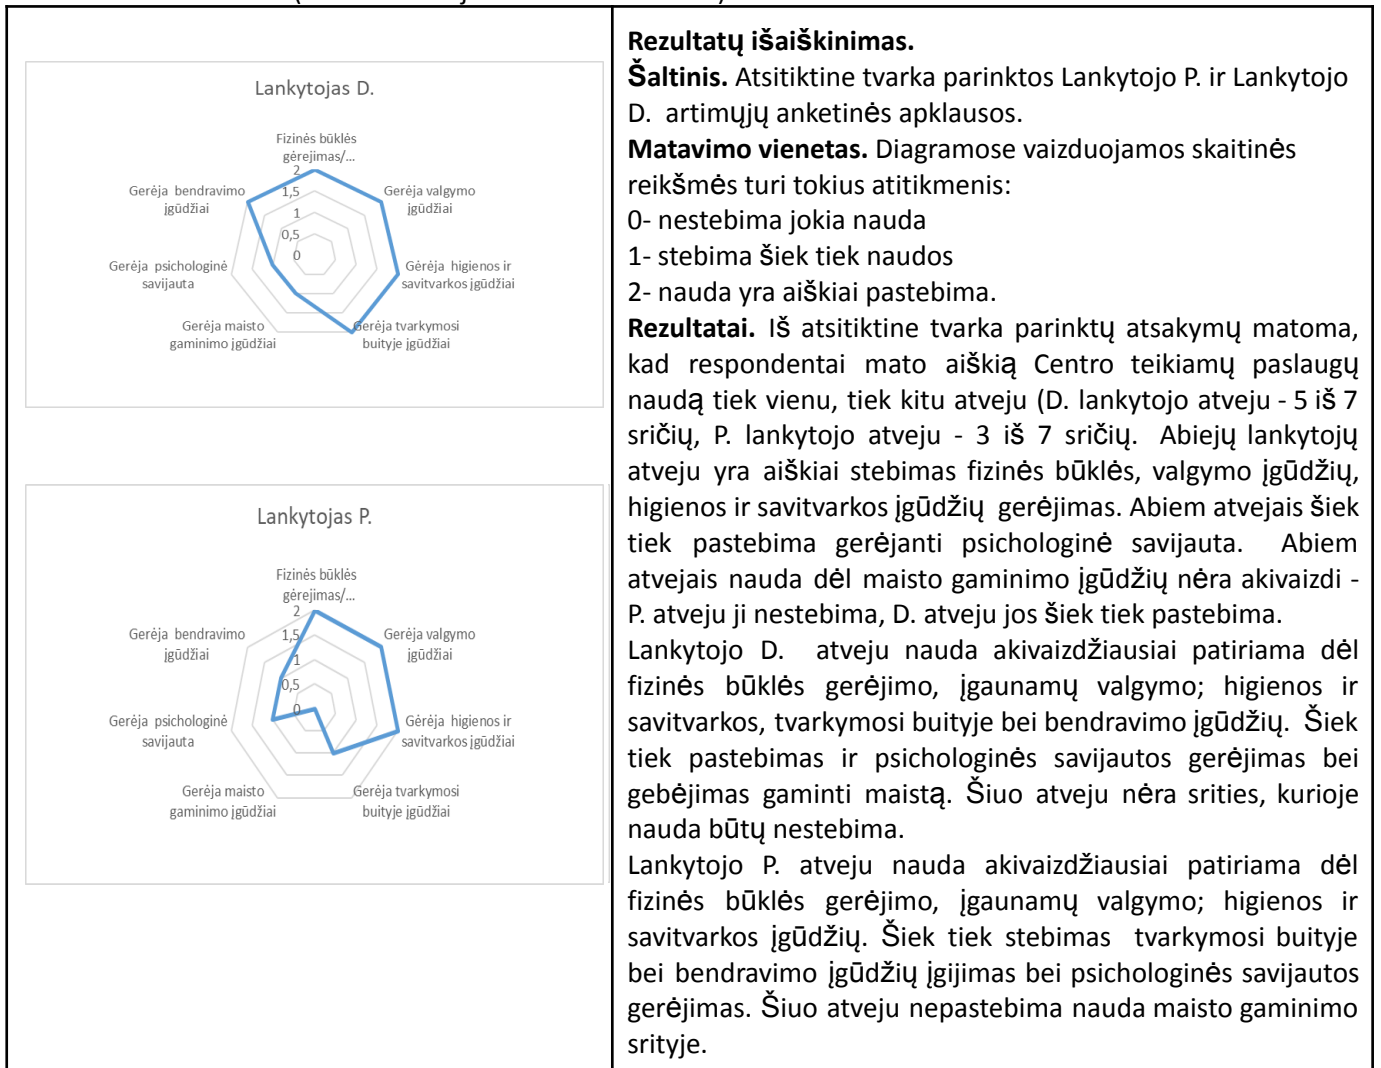 Lankytojas D.
Fizinės būklės
gėrejimas/...
Gerėja valgymo
įgūdžiai
Gėrėja higienos ir
savitvarkos įgūdžiai
Gerėja tvarkymosi
buityje įgūdžiai
Gerėja maisto
gaminimo įgūdžiai
Gerėja psichologinė
savijauta
Gerėja bendravimo
įgūdžiai
2
1,5
1
0,5
0
Lankytojas P.
Fizinės būklės
gėrejimas/...
Gerėja valgymo
įgūdžiai
Gėrėja higienos ir
savitvarkos įgūdžiai
Gerėja tvarkymosi
buityje įgūdžiai
Gerėja maisto
gaminimo įgūdžiai
Gerėja psichologinė
savijauta
Gerėja bendravimo
įgūdžiai
2
1,5
1
0,5
0
Rezultatų išaiškinimas.
Šaltinis. Atsitiktine tvarka parinktos Lankytojo P. ir Lankytojo
D. artimųjų anketinės apklausos.
Matavimo vienetas. Diagramose vaizduojamos skaitinės
reikšmės turi tokius atitikmenis:
0- nestebima jokia nauda
1- stebima šiek tiek naudos
2- nauda yra aiškiai pastebima.
Rezultatai. Iš atsitiktine tvarka parinktų atsakymų matoma,
kad respondentai mato aiškią Centro teikiamų paslaugų
naudą tiek vienu, tiek kitu atveju (D. lankytojo atveju - 5 iš 7
sričių, P. lankytojo atveju - 3 iš 7 sričių. Abiejų lankytojų
atveju yra aiškiai stebimas fizinės būklės, valgymo įgūdžių,
higienos ir savitvarkos įgūdžių gerėjimas. Abiem atvejais šiek
tiek pastebima gerėjanti psichologinė savijauta. Abiem
atvejais nauda dėl maisto gaminimo įgūdžių nėra akivaizdi -
P. atveju ji nestebima, D. atveju jos šiek tiek pastebima.
Lankytojo D. atveju nauda akivaizdžiausiai patiriama dėl
fizinės būklės gerėjimo, įgaunamų valgymo; higienos ir
savitvarkos, tvarkymosi buityje bei bendravimo įgūdžių. Šiek
tiek pastebimas ir psichologinės savijautos gerėjimas bei
gebėjimas gaminti maistą. Šiuo atveju nėra srities, kurioje
nauda būtų nestebima.
Lankytojo P. atveju nauda akivaizdžiausiai patiriama dėl
fizinės būklės gerėjimo, įgaunamų valgymo; higienos ir
savitvarkos įgūdžių. Šiek tiek stebimas tvarkymosi buityje
bei bendravimo įgūdžių įgijimas bei psichologinės savijautos
gerėjimas. Šiuo atveju nepastebima nauda maisto gaminimo
srityje.